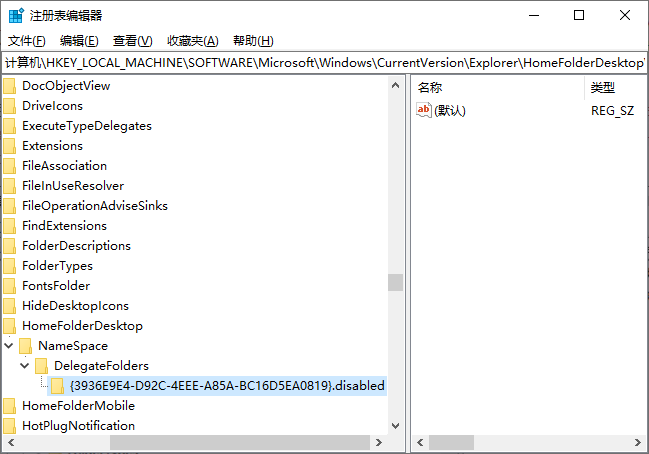 注册表编辑器
文件(F) 编辑(E) 查看(V) 收藏夹(A) 帮助(H)
计算机\HKEY_LOCAL_MACHINE\SOFTWARE\Microsoft\Windows\CurrentVersion\Explorer\HomeFolderDesktop\
DocObjectView
DriveIcons
ExecuteTypeDelegates
Extensions
FileAssociation
FileInUseResolver
FileOperationAdviseSinks
FindExtensions
FolderDescriptions
FolderTypes
FontsFolder
HideDesktopIcons
HomeFolderDesktop
NameSpace
DelegateFolders
{3936E9E4-D92C-4EEE-A85A-BC16D5EA0819}.disabled
HomeFolderMobile
HotPlugNotification
名称 类型
ab (默认) REG_SZ